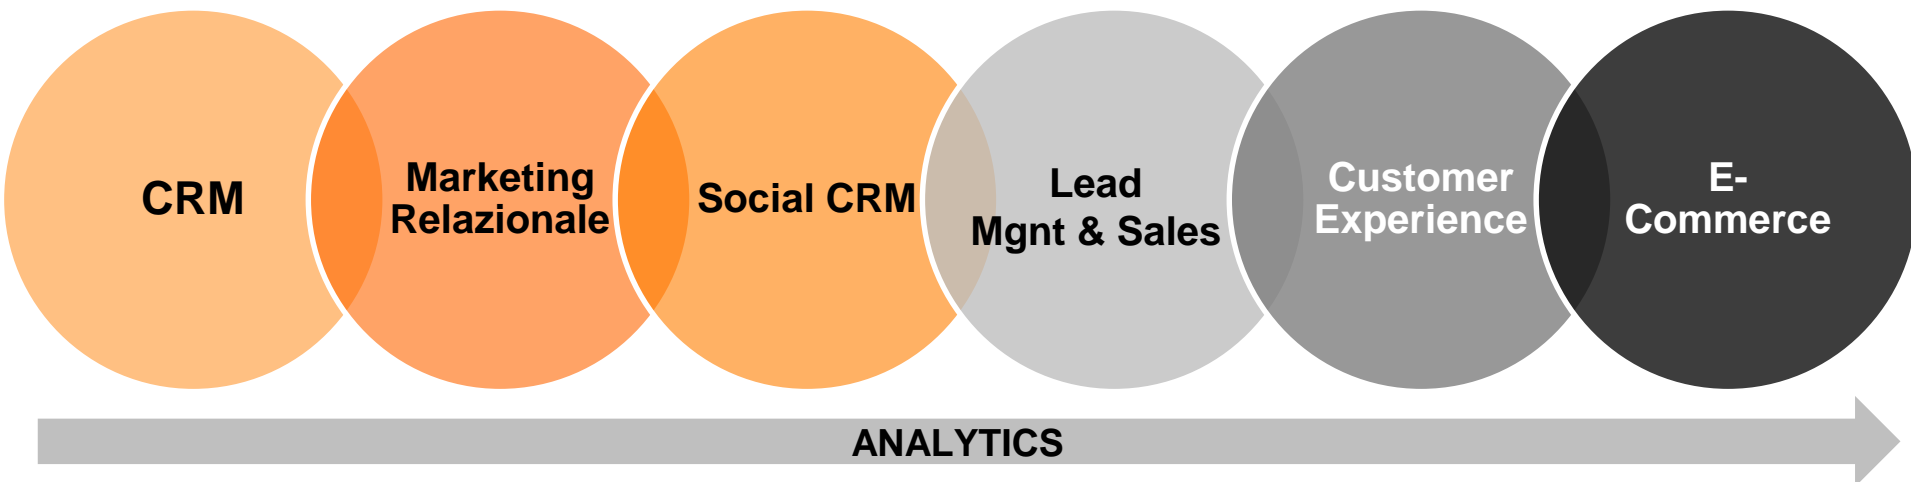 CRM
Marketing
Relazionale
Social CRM
Lead
Mgnt & Sales
Customer
Experience
E-
Commerce
ANALYTICS